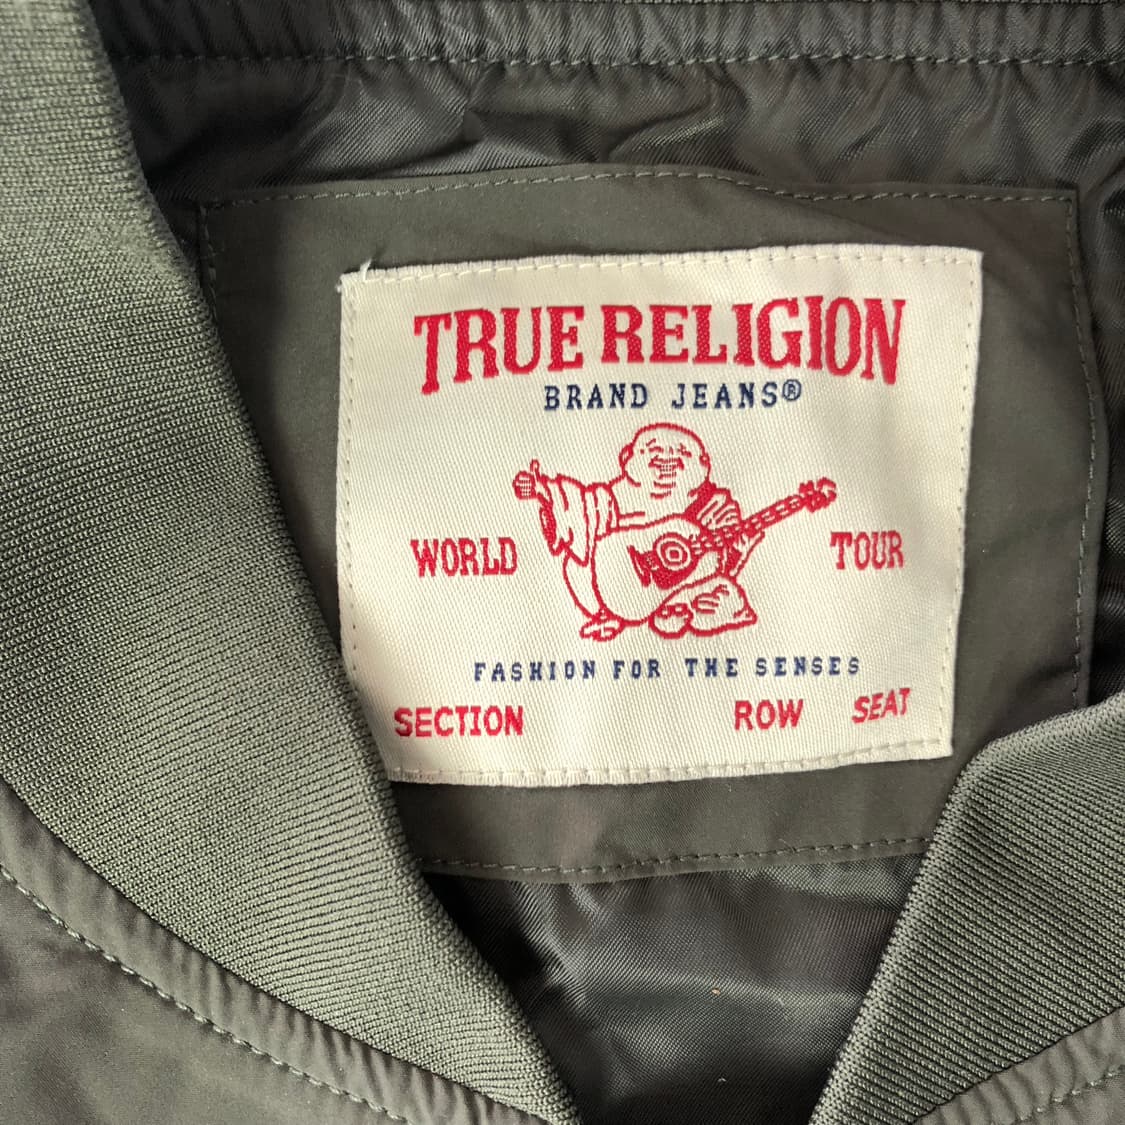 TRUE RELIGION
BRAND JEANS®
WORLD TOUR
FASHION FOR THE SENSES
SECTION ROW SEAT